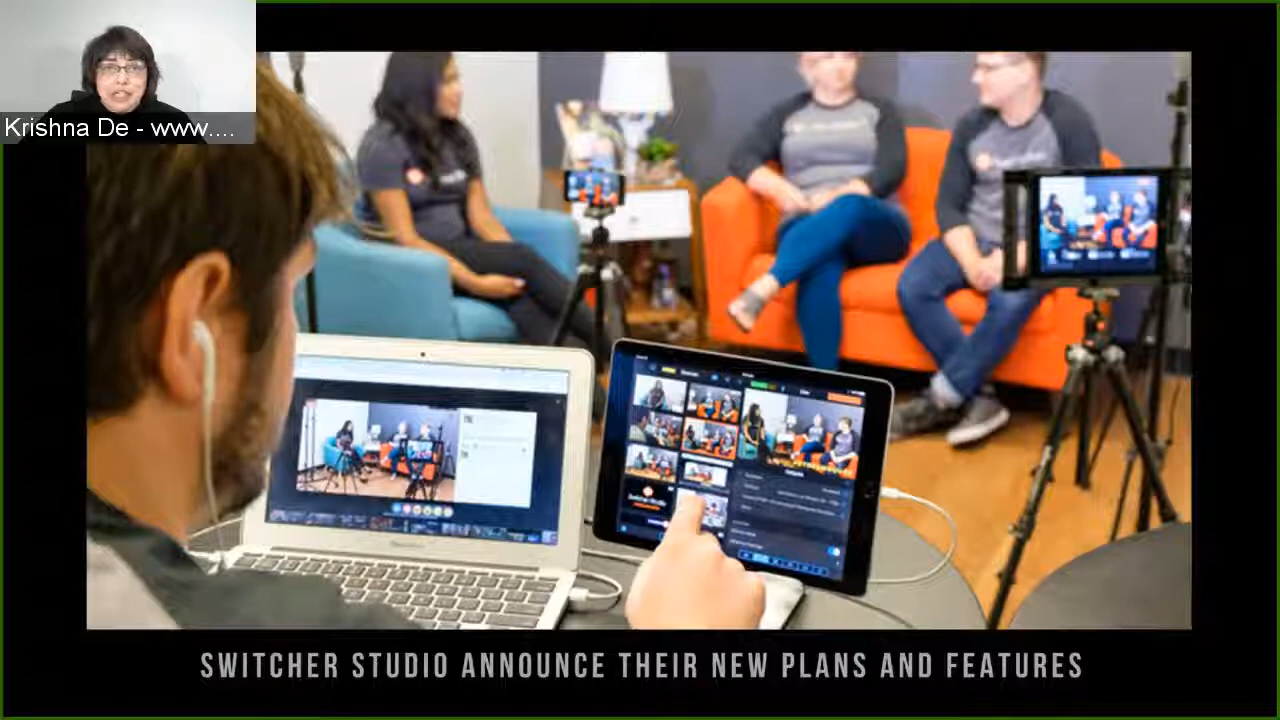 Krishna De - www....
SWITCHER STUDIO ANNOUNCE THEIR NEW PLANS AND FEATURES